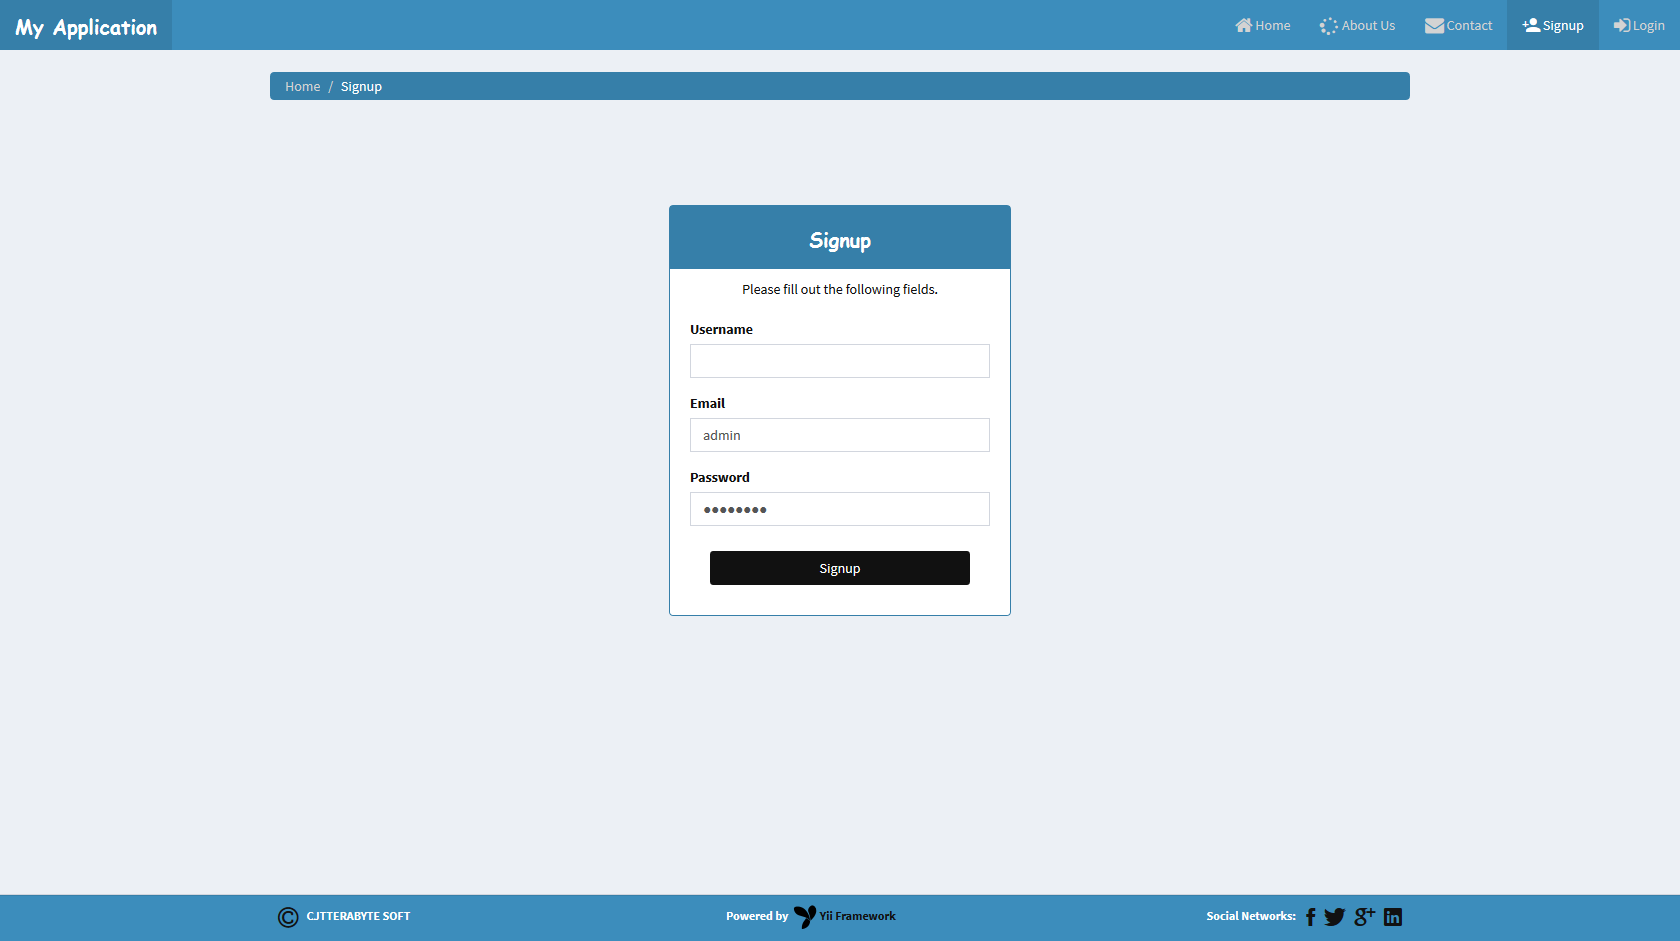 My Application
Home
About Us
Contact
Signup
Login
Home / Signup
Signup
Please fill out the following fields.
Username
Email
admin
Password
••••••••
Signup
© CJTTERABYTE SOFT
Powered by Yii Framework
Social Networks: f g+ in